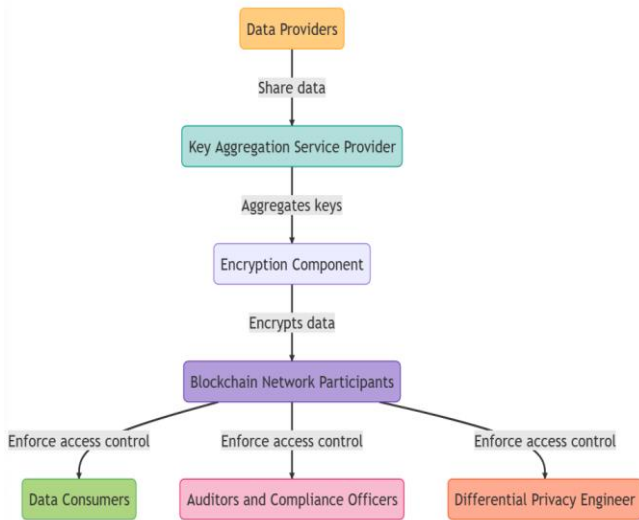 Data Providers
Share data
Key Aggregation Service Provider
Aggregates keys
Encryption Component
Encrypts data
Blockchain Network Participants
Enforce access control
Enforce access control
Enforce access control
Data Consumers
Auditors and Compliance Officers
Differential Privacy Engineer